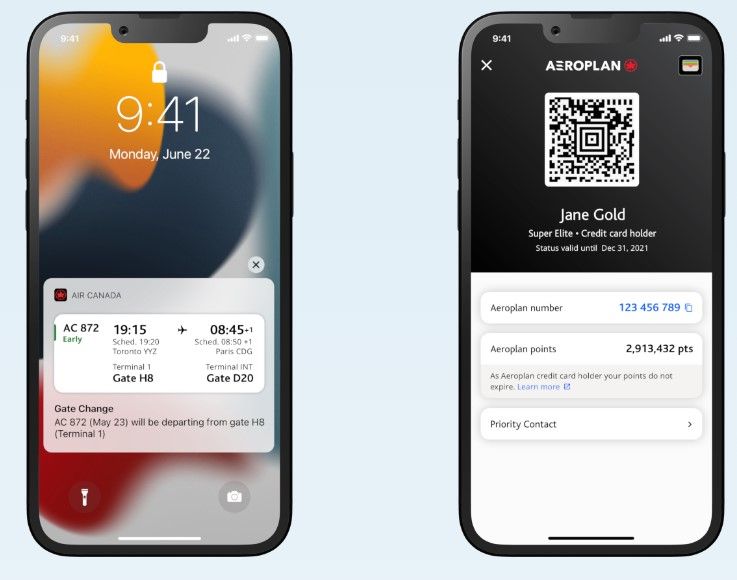 9:41
9:41
Monday, June 22
AIR CANADA
AC 872 19:15 08:45+1
Early Sched. 19:20 Sched. 08:50 +1
Toronto YYZ Paris CDG
Terminal 1 Terminal INT
Gate H8 Gate D20
Gate Change
AC 872 (May 23) will be departing from gate H8
(Terminal 1)
9:41
AEROPLAN
Jane Gold
Super Elite • Credit card holder
Status valid until Dec 31, 2021
Aeroplan number 123 456 789
Aeroplan points 2,913,432 pts
As Aeroplan credit card holder your points do not
expire. Learn more
Priority Contact